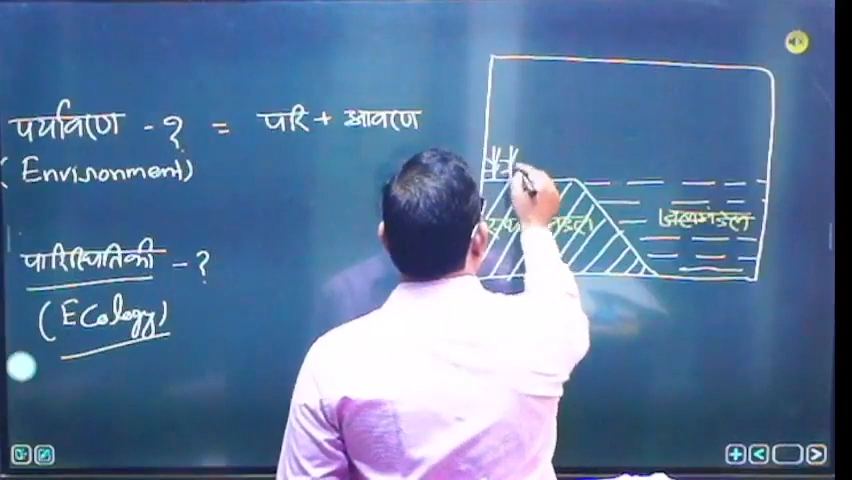 पर्यावरण - ? = परि + आवरण
(Environment)
पारिस्थितिकी - ?
(Ecology)
जलमंडल